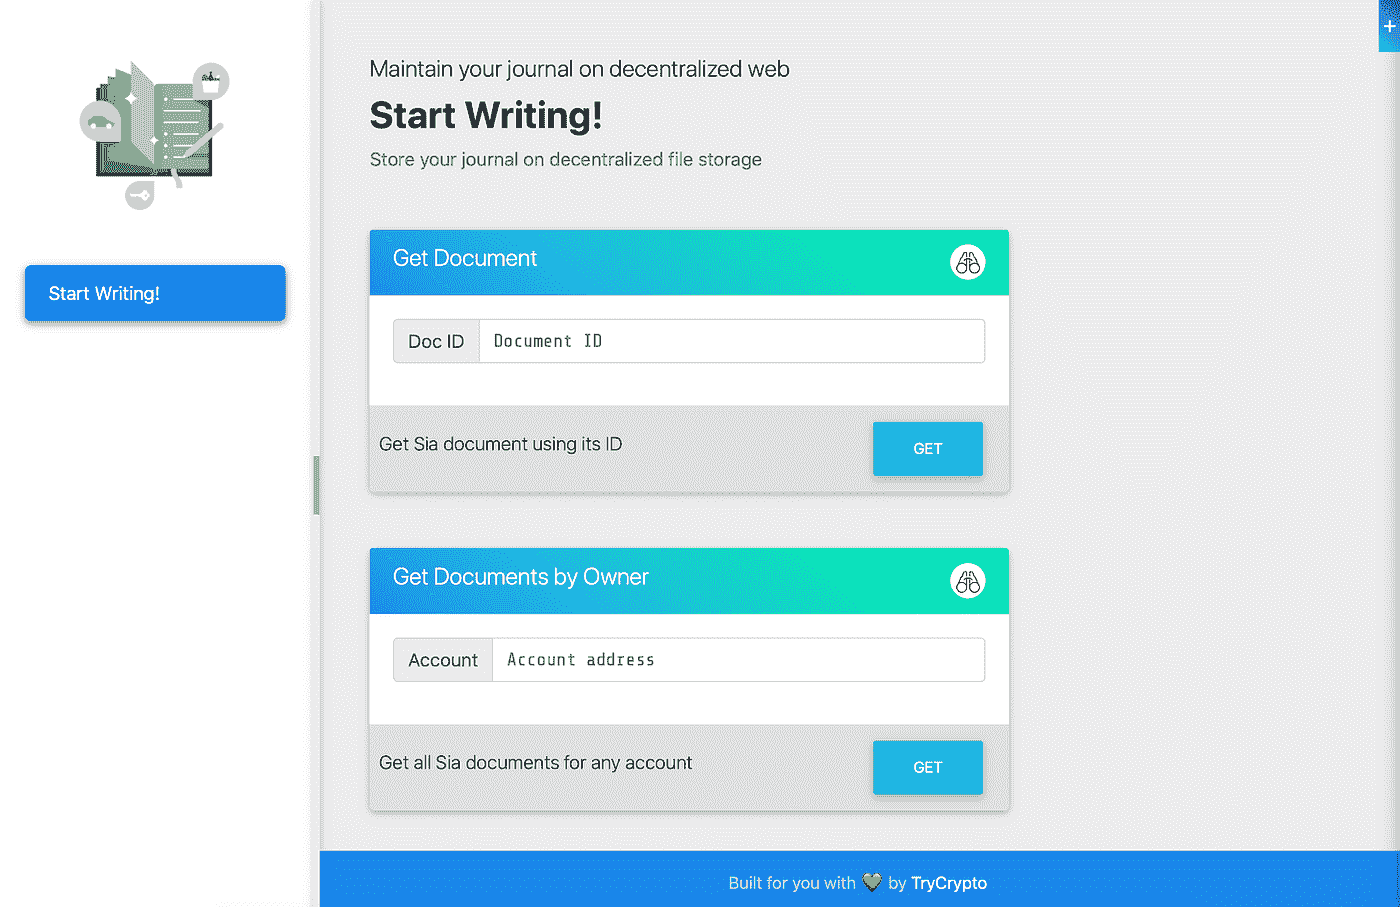 Start Writing!
Maintain your journal on decentralized web
Start Writing!
Store your journal on decentralized file storage
Get Document
Doc ID Document ID
Get Sia document using its ID GET
Get Documents by Owner
Account Account address
Get all Sia documents for any account GET
Built for you with by TryCrypto
+